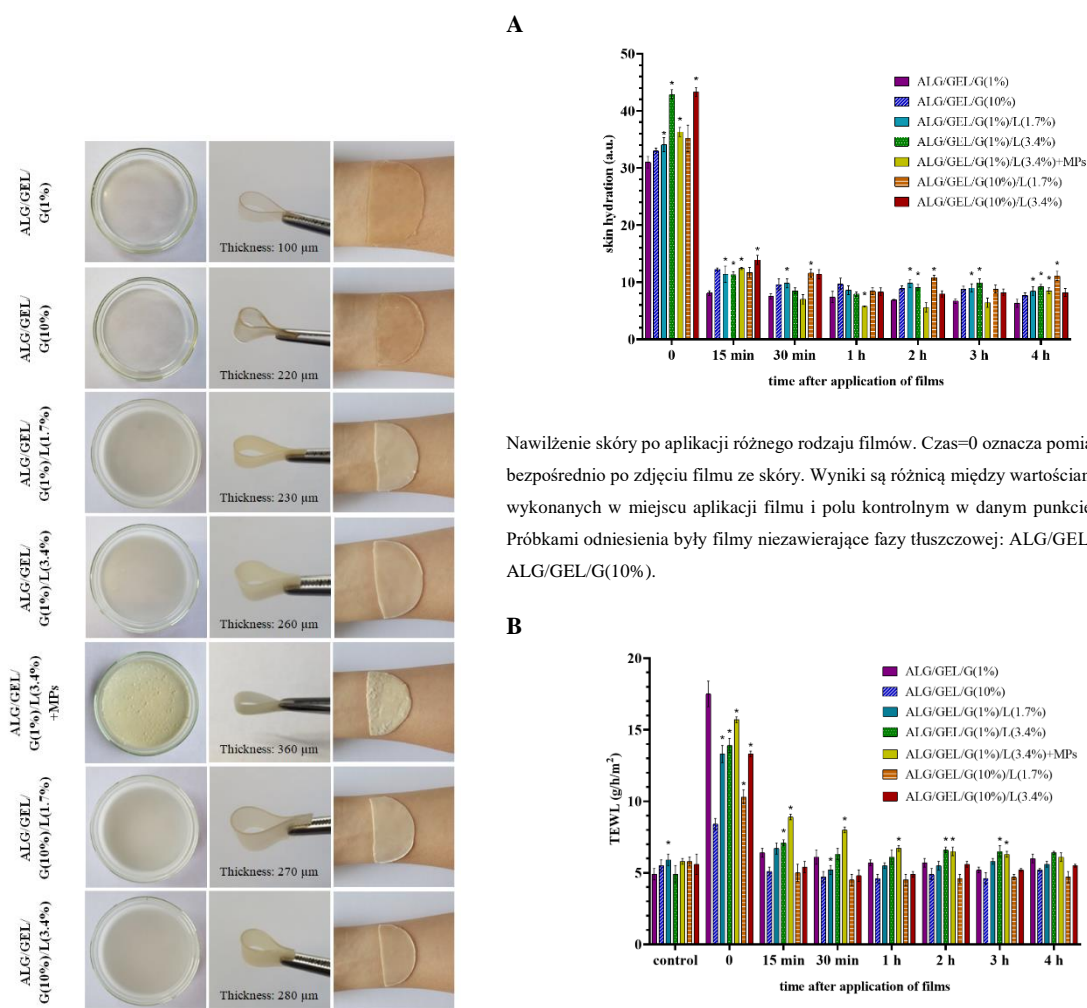 ALG/GEL/
G(1%)
Thickness: 100 µm
ALG/GEL/
G(10%)
Thickness: 220 µm
ALG/GEL/
G(1%)/L(1.7%)
Thickness: 230 µm
ALG/GEL/
G(1%)/L(3.4%)
Thickness: 260 µm
ALG/GEL/
G(1%)/L(3.4%)
+MPs
Thickness: 360 µm
ALG/GEL/
G(10%)/L(1.7%)
Thickness: 270 µm
ALG/GEL/
G(10%)/L(3.4%)
Thickness: 280 µm
A
skin hydration (a.u.)
50
40
30
20
10
0
ALG/GEL/G(1%)
ALG/GEL/G(10%)
ALG/GEL/G(1%)/L(1.7%)
ALG/GEL/G(1%)/L(3.4%)
ALG/GEL/G(1%)/L(3.4%)+MPs
ALG/GEL/G(10%)/L(1.7%)
ALG/GEL/G(10%)/L(3.4%)
0 15 min 30 min 1 h 2 h 3 h 4 h
time after application of films
Nawilżenie skóry po aplikacji różnego rodzaju filmów. Czas=0 oznacza pomia
bezpośrednio po zdjęciu filmu ze skóry. Wyniki są różnicą między wartościan
wykonanych w miejscu aplikacji filmu i polu kontrolnym w danym punkcie
Próbkami odniesienia były filmy niezawierające fazy tłuszczowej: ALG/GEL
ALG/GEL/G(10%).
B
TEWL (g/h/m²)
20
15
10
5
0
ALG/GEL/G(1%)
ALG/GEL/G(10%)
ALG/GEL/G(1%)/L(1.7%)
ALG/GEL/G(1%)/L(3.4%)
ALG/GEL/G(1%)/L(3.4%)+MPs
ALG/GEL/G(10%)/L(1.7%)
ALG/GEL/G(10%)/L(3.4%)
control 0 15 min 30 min 1 h 2 h 3 h 4 h
time after application of films